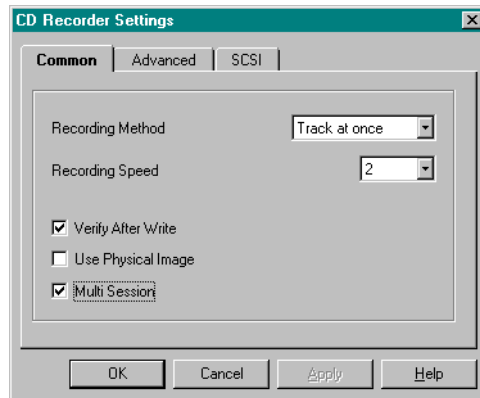 CD Recorder Settings
Common Advanced SCSI
Recording Method Track at once
Recording Speed 2
Verify After Write
Use Physical Image
Multi Session
OK Cancel Apply Help